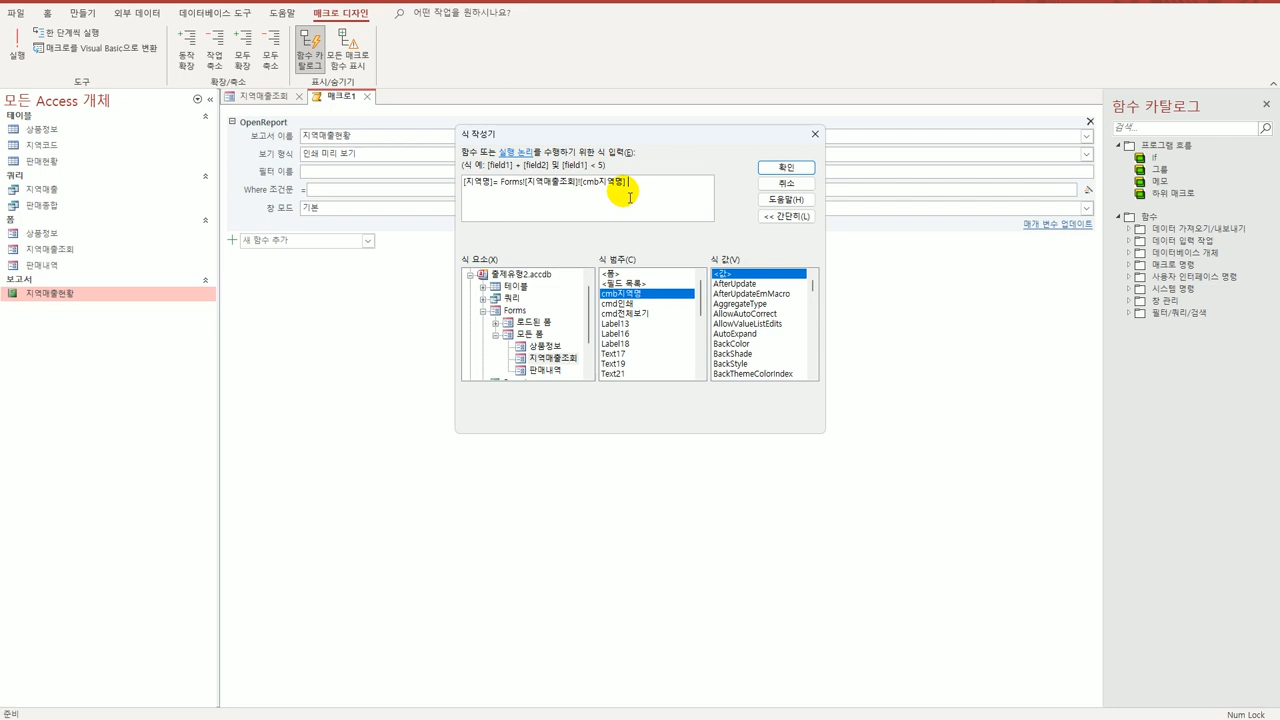 파일 홈 만들기 외부 데이터 데이터베이스 도구 도움말 매크로 디자인 어떤 작업을 원하시나요?
실행
한 단계씩 실행
매크로를 Visual Basic으로 변환
도구
동작 확장
작업 축소
모두 확장
모두 축소
확장/축소
함수 카탈로그
모든 매크로 함수 표시
표시/숨기기
모든 Access 개체
테이블
상품정보
지역코드
판매현황
쿼리
지역매출
판매종합
폼
상품정보
지역매출조회
판매내역
보고서
지역매출현황
지역매출조회 매크로1
OpenReport
보고서 이름 지역매출현황
보기 형식 인쇄 미리 보기
필터 이름
Where 조건문 =
창 모드 기본
매개 변수 업데이트
새 함수 추가
식 작성기
함수 또는 실행 논리를 수행하기 위한 식 입력(E):
(식 예: [field1] + [field2] 및 [field1] < 5)
[지역명]= Forms![지역매출조회]![cmb지역명]
확인
취소
도움말(H)
<< 간단히(L)
식 요소(X)
출제유형2.accdb
테이블
쿼리
Forms
로드된 폼
모든 폼
상품정보
지역매출조회
판매내역
식 범주(C)
<폼>
<필드 목록>
cmb지역명
cmd인쇄
cmd전체보기
Label13
Label16
Label18
Text17
Text19
Text21
식 값(V)
<값>
AfterUpdate
AfterUpdateEmMacro
AggregateType
AllowAutoCorrect
AllowValueListEdits
AutoExpand
BackColor
BackShade
BackStyle
BackThemeColorIndex
함수 카탈로그
검색...
프로그램 흐름
If
그룹
메모
하위 매크로
함수
데이터 가져오기/내보내기
데이터 입력 작업
데이터베이스 개체
매크로 명령
사용자 인터페이스 명령
시스템 명령
창 관리
필터/쿼리/검색
준비
Num Lock